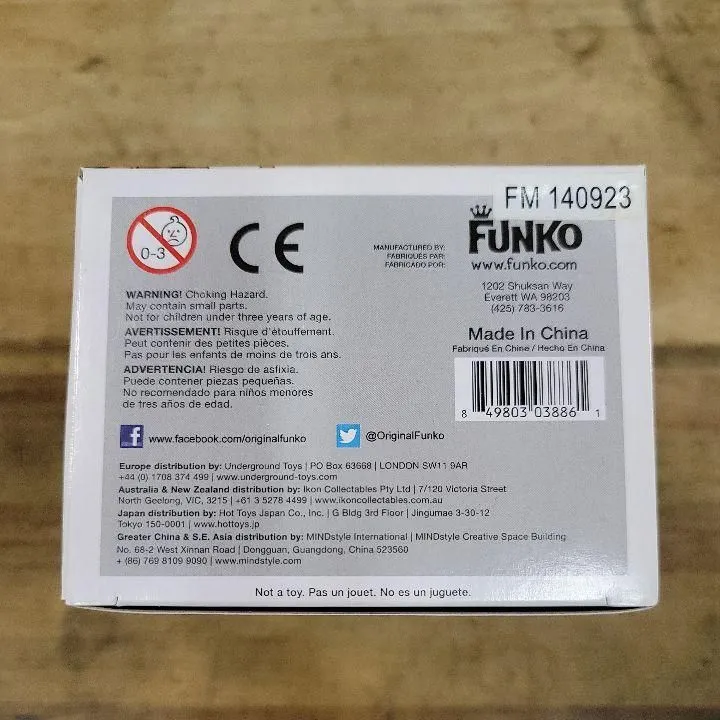 FM 140923
0-3
CE
MANUFACTURED BY:
FABRIQUÉS PAR:
FABRICADO POR:
FUNKO
www.funko.com
1202 Shuksan Way
Everett WA 98203
(425) 783-3616
Made In China
Fabriqué En Chine / Hecho En China
8 49803 03886 1
WARNING! Choking Hazard.
May contain small parts.
Not for children under three years of age.
AVERTISSEMENT! Risque d'étouffement.
Peut contenir des petites pièces.
Pas pour les enfants de moins de trois ans.
ADVERTENCIA! Riesgo de asfixia.
Puede contener piezas pequeñas.
No recomendado para niños menores
de tres años de edad.
f www.facebook.com/originalfunko
@OriginalFunko
Europe distribution by: Underground Toys | PO Box 63668 | LONDON SW11 9AR
+44 (0) 1708 374 499 | www.underground-toys.com
Australia & New Zealand distribution by: Ikon Collectables Pty Ltd | 7/120 Victoria Street
North Geelong, VIC, 3215 | +61 3 5278 4499 | www.ikoncollectables.com.au
Japan distribution by: Hot Toys Japan Co., Inc. | G Bldg 3rd Floor | Jingumae 3-30-12
Tokyo 150-0001 | www.hottoys.jp
Greater China & S.E. Asia distribution by: MINDstyle International | MINDstyle Creative Space Building
No. 68-2 West Xinnan Road | Dongguan, Guangdong, China 523560
+ (86) 769 8109 9090 | www.mindstyle.com
Not a toy. Pas un jouet. No es un juguete.